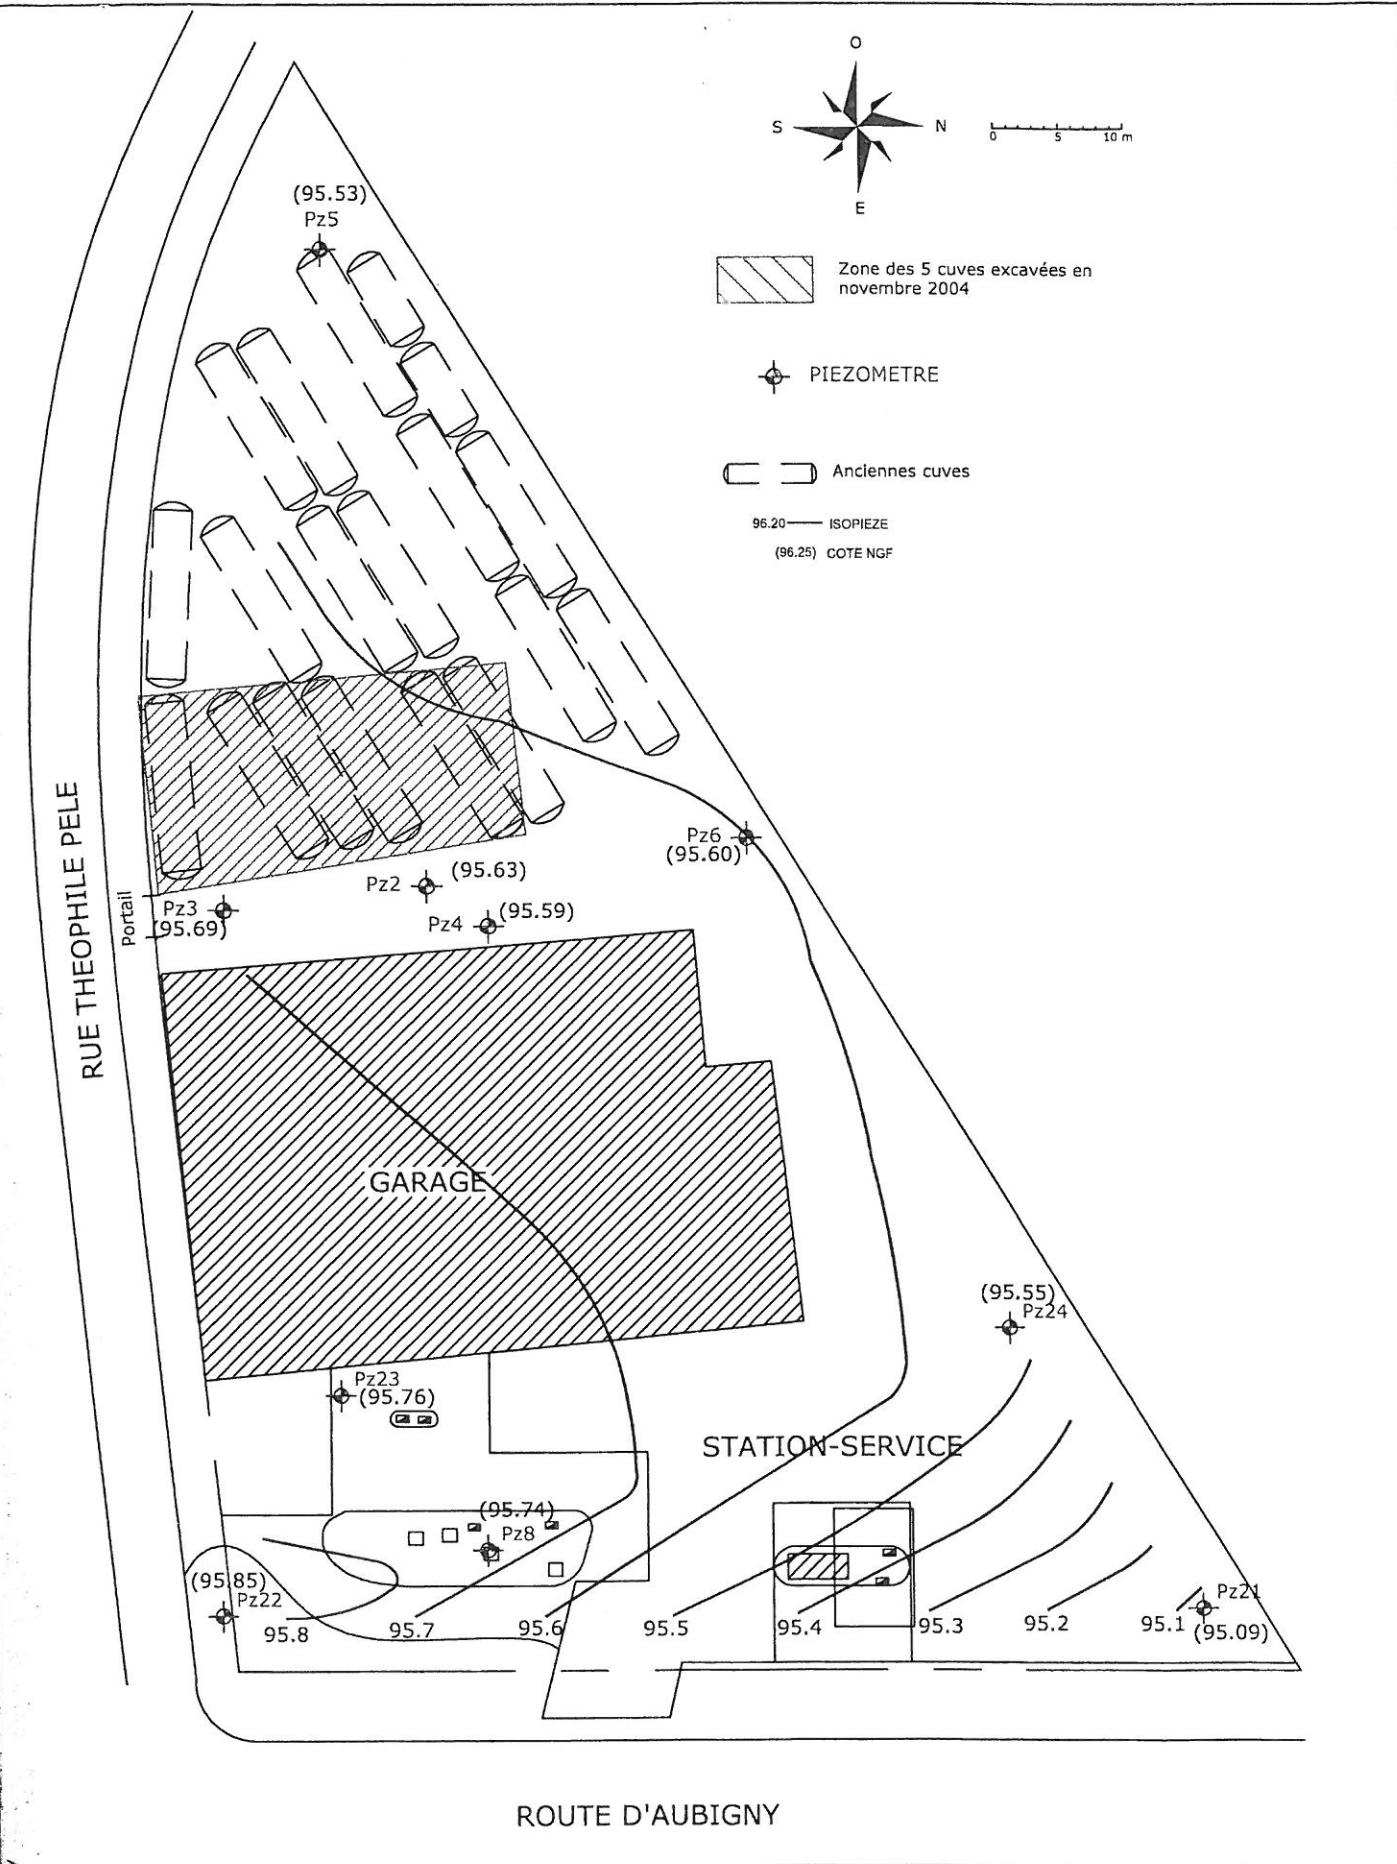 O
S
N
E
0
5
10 m
(95.53)
Pz5
Zone des 5 cuves excavées en
novembre 2004
PIEZOMETRE
Anciennes cuves
96.20
ISOPIEZE
(96.25) COTE NGF
RUE THEOPHILE PELE
Portail
Pz6
(95.60)
Pz2
(95.63)
Pz3
(95.69)
Pz4
(95.59)
GARAGE
(95.55)
Pz24
Pz23
(95.76)
STATION-SERVICE
(95.74)
Pz8
(95.85)
Pz22
Pz21
(95.09)
95.8
95.7
95.6
95.5
95.4
95.3
95.2
95.1
ROUTE D'AUBIGNY